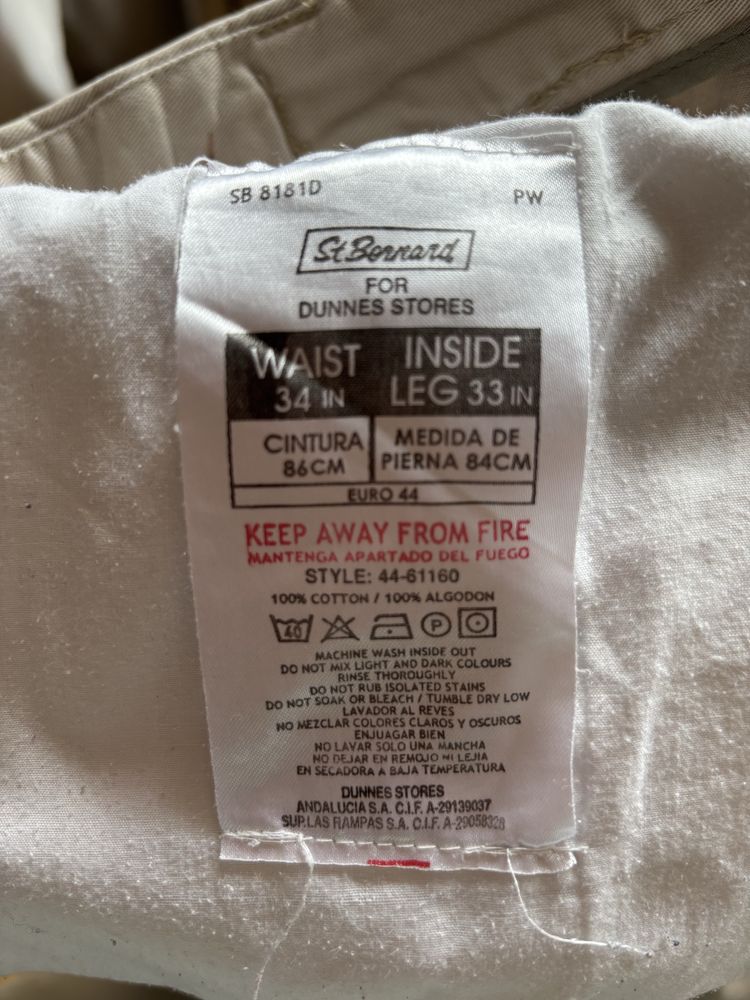 SB 8181D PW
St Bernard
FOR
DUNNES STORES
WAIST INSIDE
34 IN LEG 33 IN
CINTURA MEDIDA DE
86CM PIERNA 84CM
EURO 44
KEEP AWAY FROM FIRE
MANTENGA APARTADO DEL FUEGO
STYLE: 44-61160
100% COTTON / 100% ALGODON
40 P
MACHINE WASH INSIDE OUT
DO NOT MIX LIGHT AND DARK COLOURS
RINSE THOROUGHLY
DO NOT RUB ISOLATED STAINS
DO NOT SOAK OR BLEACH / TUMBLE DRY LOW
LAVADOR AL REVES
NO MEZCLAR COLORES CLAROS Y OSCUROS
ENJUAGAR BIEN
NO LAVAR SOLO UNA MANCHA
NO DEJAR EN REMOJO NI LEJIA
EN SECADORA A BAJA TEMPERATURA
DUNNES STORES
ANDALUCIA S.A. C.I.F. A-29139037
SUP.LAS RAMPAS S.A. C.I.F. A-29058328